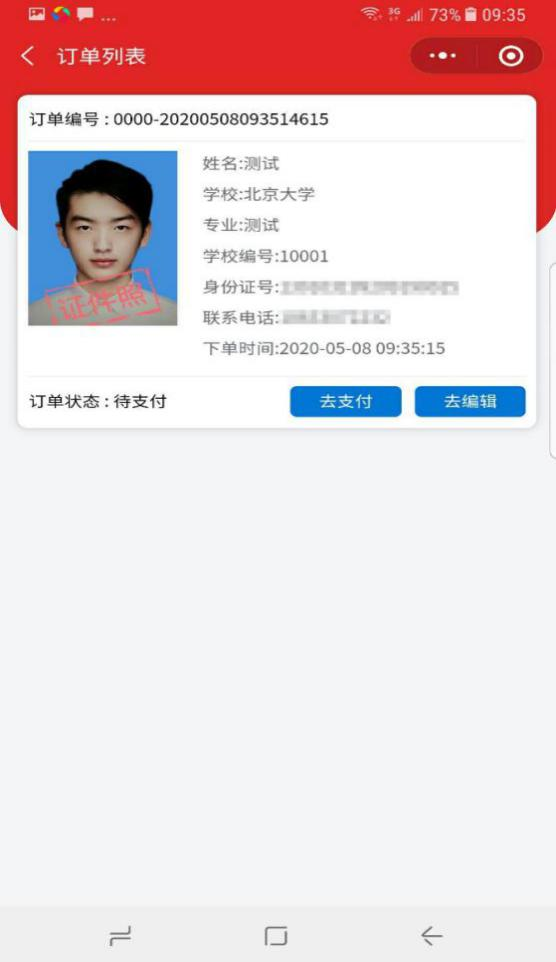 ... 3G 73% 09:35
订单列表
订单编号 : 0000-20200508093514615
姓名:测试
学校:北京大学
专业:测试
学校编号:10001
身份证号:
联系电话:
下单时间:2020-05-08 09:35:15
证件照
订单状态 : 待支付 去支付 去编辑